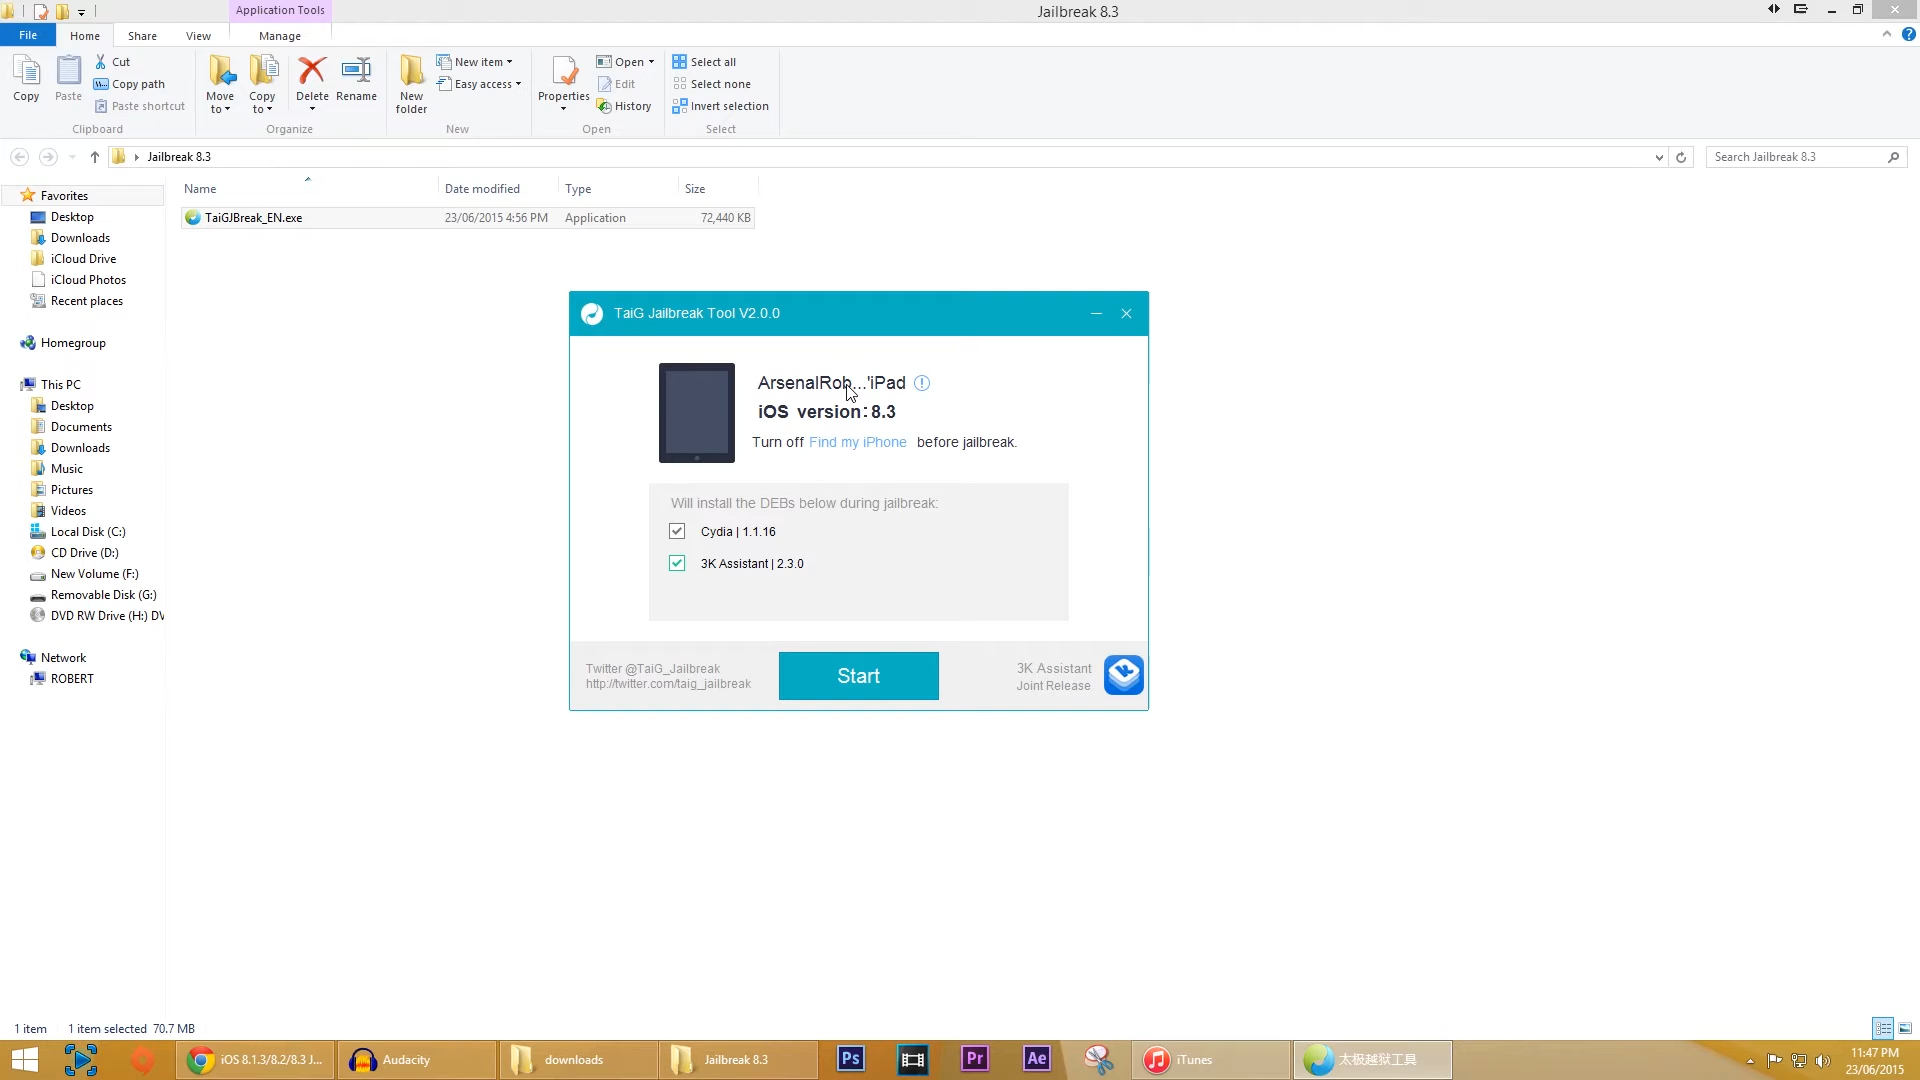 Application Tools
Jailbreak 8.3
File
Home
Share
View
Manage
Copy
Paste
Cut
Copy path
Paste shortcut
Clipboard
Move to
Copy to
Delete
Rename
Organize
New folder
New item
Easy access
New
Properties
Open
Edit
History
Open
Select all
Select none
Invert selection
Select
Jailbreak 8.3
Search Jailbreak 8.3
Name
Date modified
Type
Size
TaiGJBreak_EN.exe
23/06/2015 4:56 PM
Application
72,440 KB
Favorites
Desktop
Downloads
iCloud Drive
iCloud Photos
Recent places
Homegroup
This PC
Desktop
Documents
Downloads
Music
Pictures
Videos
Local Disk (C:)
CD Drive (D:)
New Volume (F:)
Removable Disk (G:)
DVD RW Drive (H:) DV
Network
ROBERT
TaiG Jailbreak Tool V2.0.0
ArsenalRob...'iPad
iOS version: 8.3
Turn off Find my iPhone before jailbreak.
Will install the DEBs below during jailbreak:
Cydia | 1.1.16
3K Assistant | 2.3.0
Twitter @TaiG_Jailbreak
http://twitter.com/taig_jailbreak
Start
3K Assistant
Joint Release
1 item
1 item selected 70.7 MB
iOS 8.1.3/8.2/8.3 J...
Audacity
downloads
Jailbreak 8.3
Ps
Pr
Ae
iTunes
太极越狱工具
11:47 PM
23/06/2015